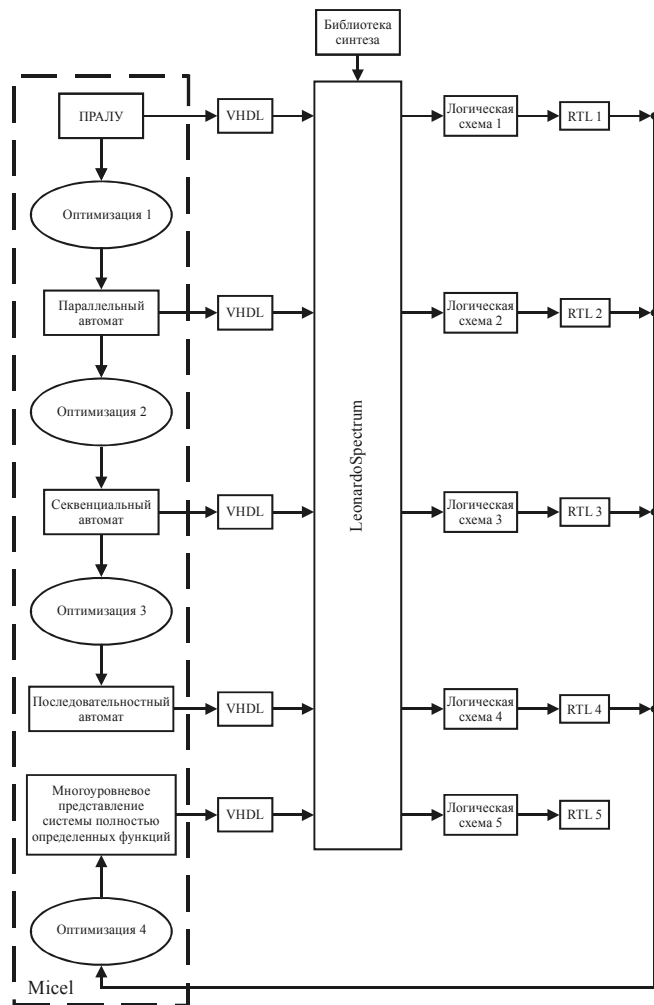 Библиотека
синтеза
ПРАЛУ
VHDL
Логическая
схема 1
RTL 1
Оптимизация 1
Параллельный
автомат
VHDL
Логическая
схема 2
RTL 2
Оптимизация 2
LeonardoSpectrum
Секвенциальный
автомат
VHDL
Логическая
схема 3
RTL 3
Оптимизация 3
Последовательностный
автомат
VHDL
Логическая
схема 4
RTL 4
Многоуровневое
представление
системы полностью
определенных функций
VHDL
Логическая
схема 5
RTL 5
Оптимизация 4
Micel